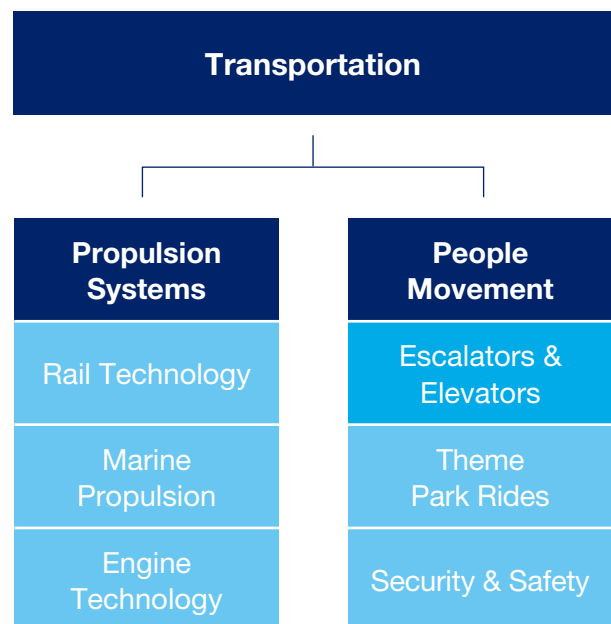 Transportation
Propulsion
Systems
Rail Technology
Marine
Propulsion
Engine
Technology
People
Movement
Escalators &
Elevators
Theme
Park Rides
Security & Safety